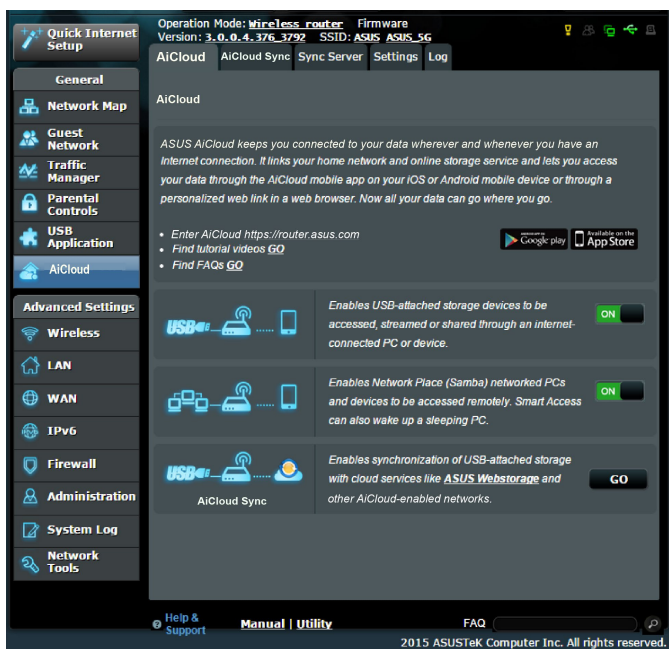 Quick Internet
Setup
Operation Mode: Wireless router Firmware
Version: 3.0.0.4.376_3792 SSID: ASUS ASUS_5G
AiCloud AiCloud Sync Sync Server Settings Log
General
Network Map
Guest
Network
Traffic
Manager
Parental
Controls
USB
Application
AiCloud
Advanced Settings
Wireless
LAN
WAN
IPv6
Firewall
Administration
System Log
Network
Tools
AiCloud
ASUS AiCloud keeps you connected to your data wherever and whenever you have an
Internet connection. It links your home network and online storage service and lets you access
your data through the AiCloud mobile app on your iOS or Android mobile device or through a
personalized web link in a web browser. Now all your data can go where you go.
• Enter AiCloud https://router.asus.com
• Find tutorial videos GO
• Find FAQs GO
Google play
Available on the
App Store
USB
Enables USB-attached storage devices to be
accessed, streamed or shared through an internet-
connected PC or device.
ON
Enables Network Place (Samba) networked PCs
and devices to be accessed remotely. Smart Access
can also wake up a sleeping PC.
ON
USB
AiCloud Sync
Enables synchronization of USB-attached storage
with cloud services like ASUS Webstorage and
other AiCloud-enabled networks.
GO
Help &
Support
Manual | Utility
FAQ
2015 ASUSTeK Computer Inc. All rights reserved.